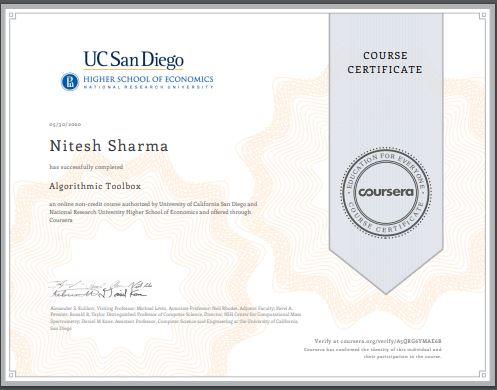 UC San Diego
HIGHER SCHOOL OF ECONOMICS
NATIONAL RESEARCH UNIVERSITY
COURSE
CERTIFICATE
05/30/2020
Nitesh Sharma
has successfully completed
Algorithmic Toolbox
an online non-credit course authorized by University of California San Diego and
National Research University Higher School of Economics and offered through
Coursera
EDUCATION FOR EVERYONE
coursera
COURSE CERTIFICATE
Alexander S. Kulikov, Visiting Professor; Michael Levin, Associate Professor; Neil Rhodes, Adjunct Faculty; Pavel A.
Pevzner, Ronald R. Taylor Distinguished Professor of Computer Science, Director, NIH Center for Computational Mass
Spectrometry; Daniel M Kane, Assistant Professor, Computer Science and Engineering at the University of California,
San Diego
Verify at coursera.org/verify/A5QRG6YMAE6B
Coursera has confirmed the identity of this individual and
their participation in the course.